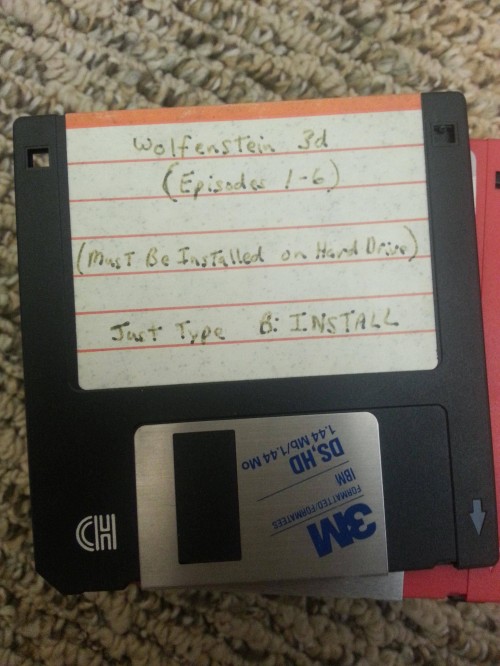 Wolfenstein 3d
(Episodes 1-6)
(Must Be Installed on Hard Drive)
Just Type B: INSTALL
1.44 Mb/1.44 Mo
DS,HD
IBM
FORMATTED/FORMATEES
3M
HD